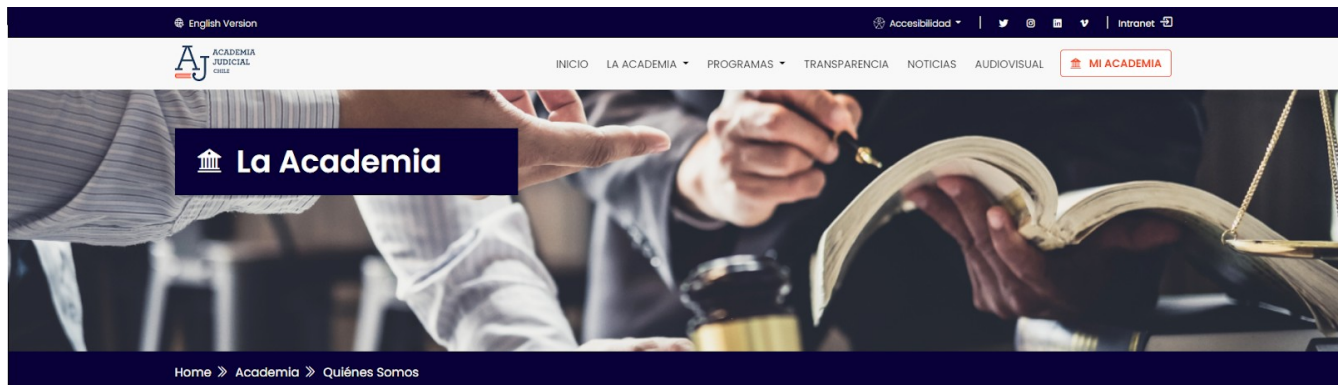 English Version
Accesibilidad
Intranet
AJ ACADEMIA
JUDICIAL
CHILE
INICIO LA ACADEMIA PROGRAMAS TRANSPARENCIA NOTICIAS AUDIOVISUAL MI ACADEMIA
La Academia
Home » Academia » Quiénes Somos